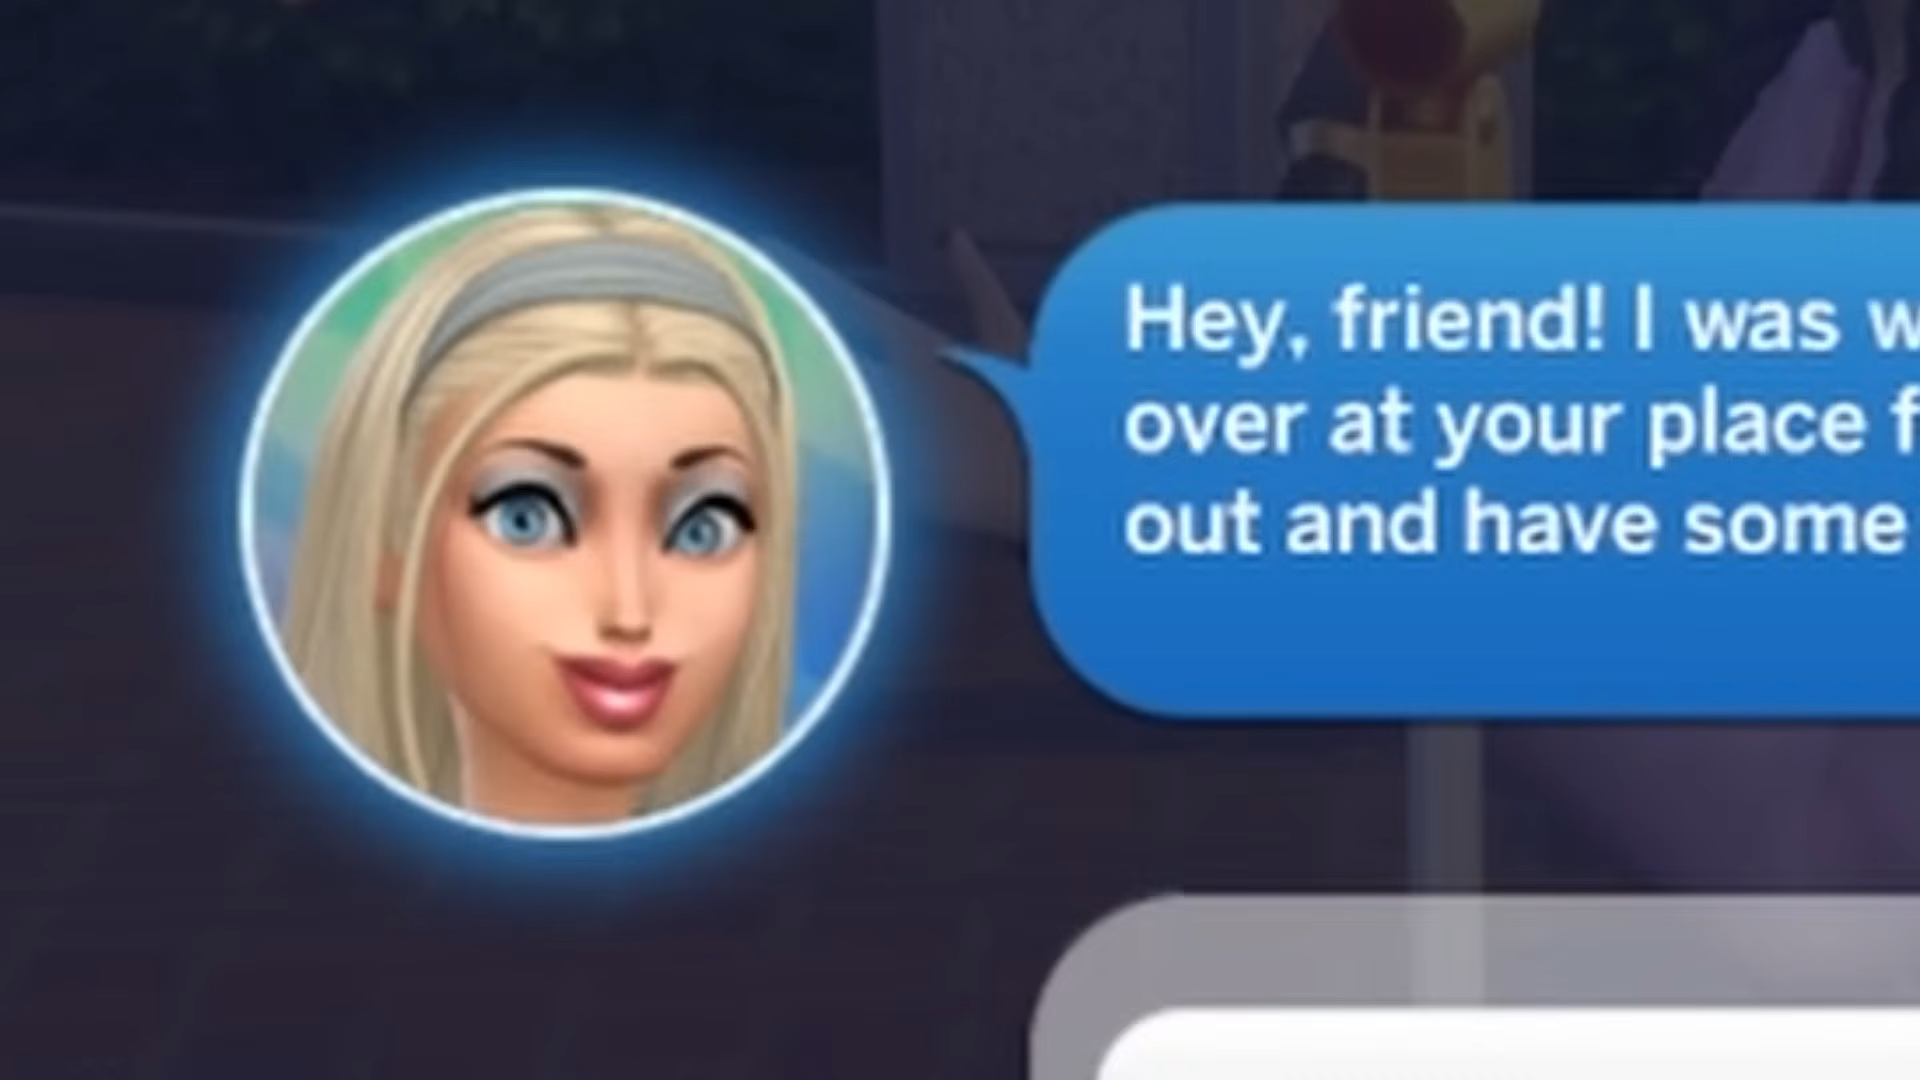 Hey, friend! I was
over at your place
out and have some